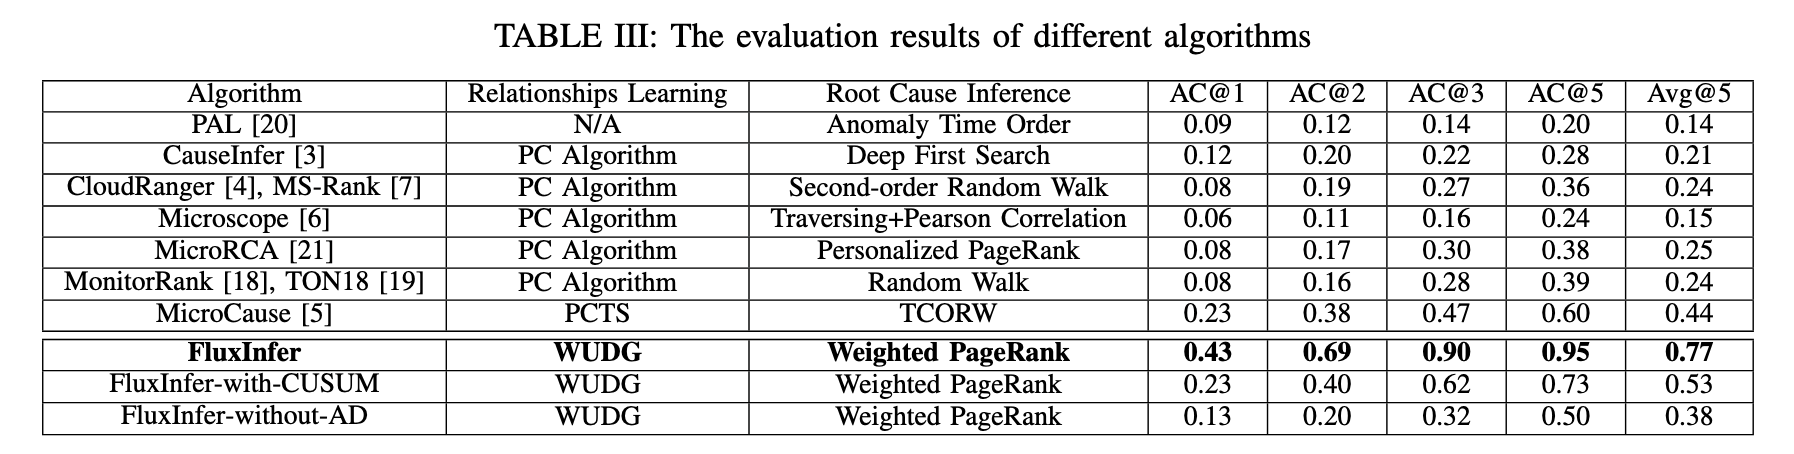 TABLE III: The evaluation results of different algorithms
Algorithm Relationships Learning Root Cause Inference AC@1 AC@2 AC@3 AC@5 Avg@5
PAL [20] N/A Anomaly Time Order 0.09 0.12 0.14 0.20 0.14
CauseInfer [3] PC Algorithm Deep First Search 0.12 0.20 0.22 0.28 0.21
CloudRanger [4], MS-Rank [7] PC Algorithm Second-order Random Walk 0.08 0.19 0.27 0.36 0.24
Microscope [6] PC Algorithm Traversing+Pearson Correlation 0.06 0.11 0.16 0.24 0.15
MicroRCA [21] PC Algorithm Personalized PageRank 0.08 0.17 0.30 0.38 0.25
MonitorRank [18], TON18 [19] PC Algorithm Random Walk 0.08 0.16 0.28 0.39 0.24
MicroCause [5] PCTS TCORW 0.23 0.38 0.47 0.60 0.44
FluxInfer WUDG Weighted PageRank 0.43 0.69 0.90 0.95 0.77
FluxInfer-with-CUSUM WUDG Weighted PageRank 0.23 0.40 0.62 0.73 0.53
FluxInfer-without-AD WUDG Weighted PageRank 0.13 0.20 0.32 0.50 0.38